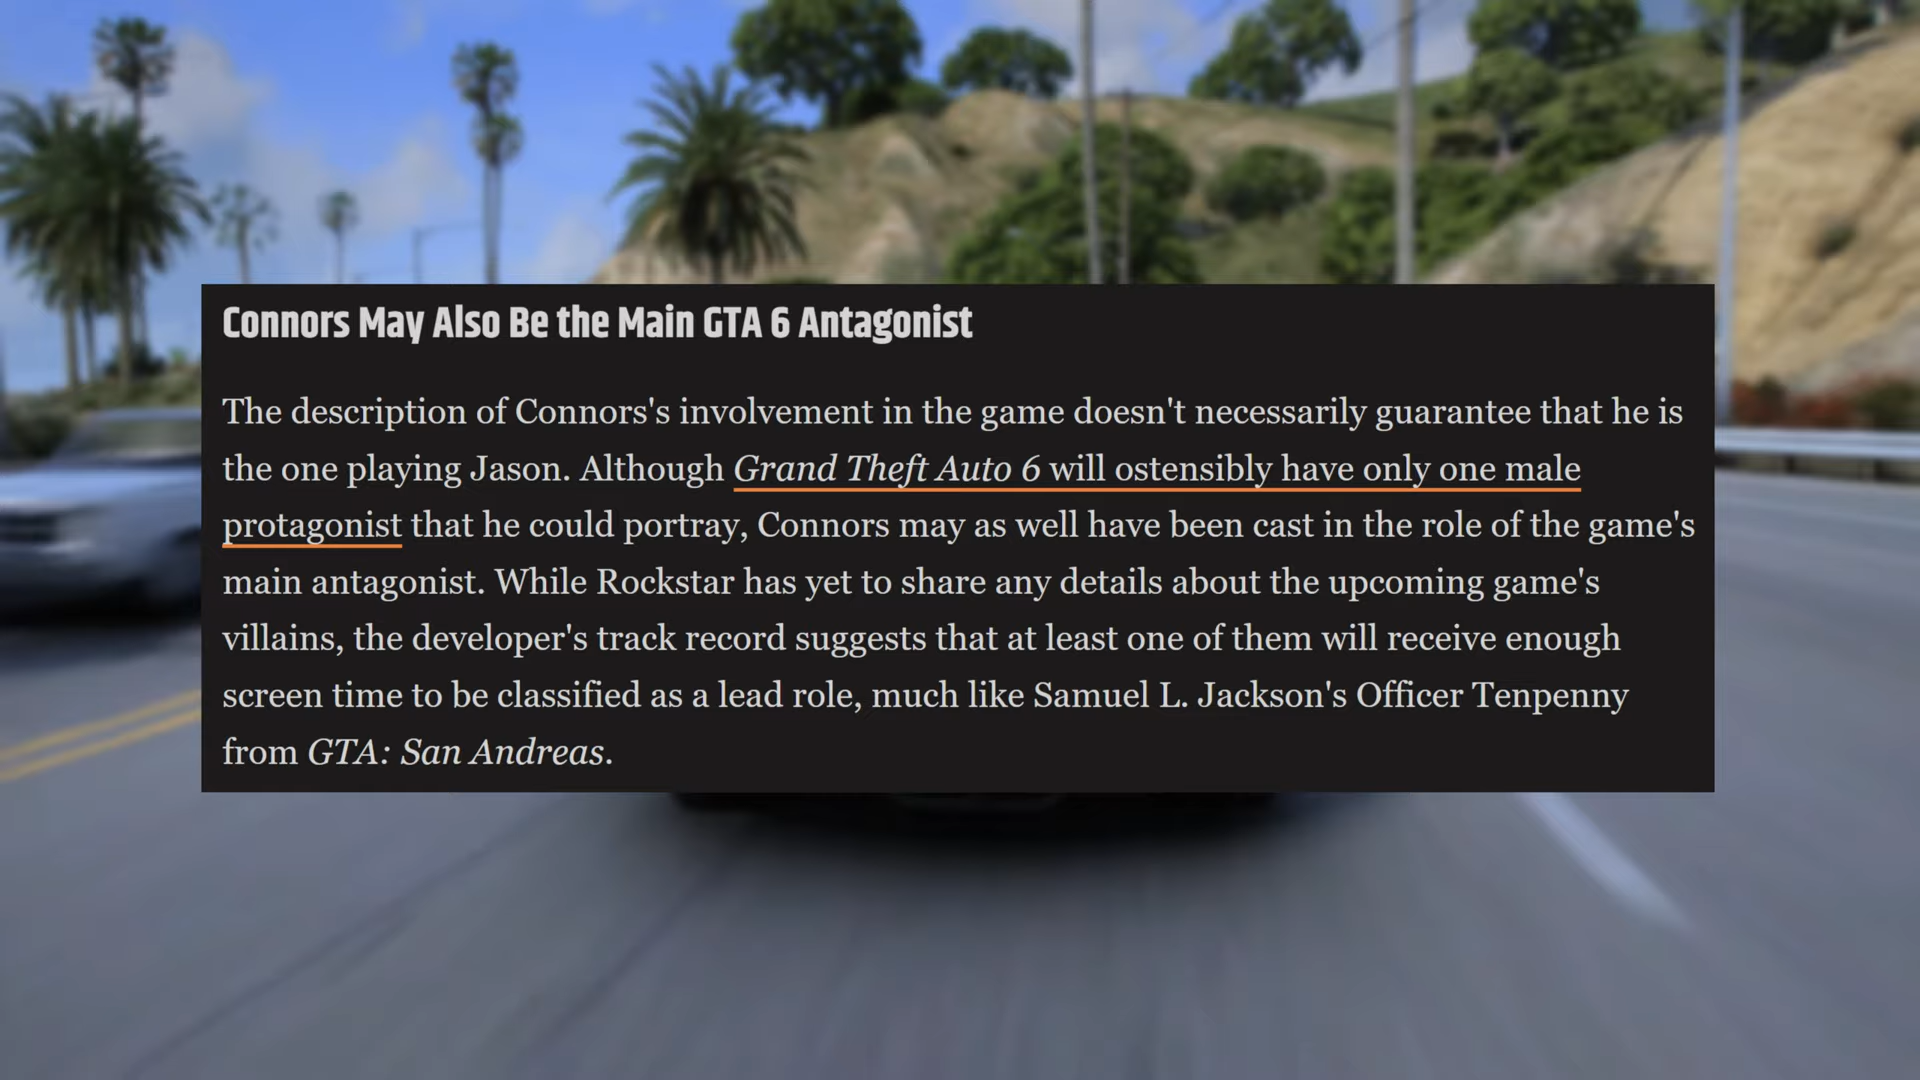 Connors May Also Be the Main GTA 6 Antagonist
The description of Connors's involvement in the game doesn't necessarily guarantee that he is
the one playing Jason. Although Grand Theft Auto 6 will ostensibly have only one male
protagonist that he could portray, Connors may as well have been cast in the role of the game's
main antagonist. While Rockstar has yet to share any details about the upcoming game's
villains, the developer's track record suggests that at least one of them will receive enough
screen time to be classified as a lead role, much like Samuel L. Jackson's Officer Tenpenny
from GTA: San Andreas.